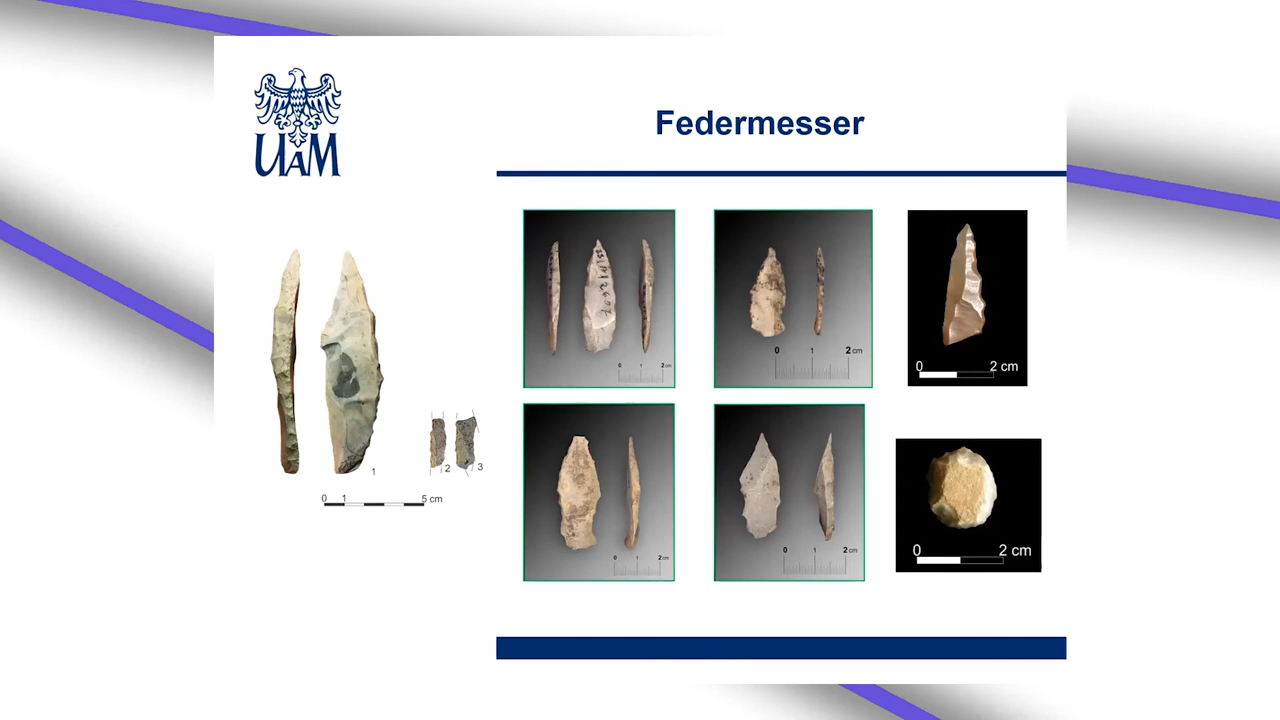 UAM
Federmesser
1
2
3
0 1 5 cm
0 1 2 cm
0 1 2 cm
0 2 cm
0 1 2 cm
0 1 2 cm
0 2 cm